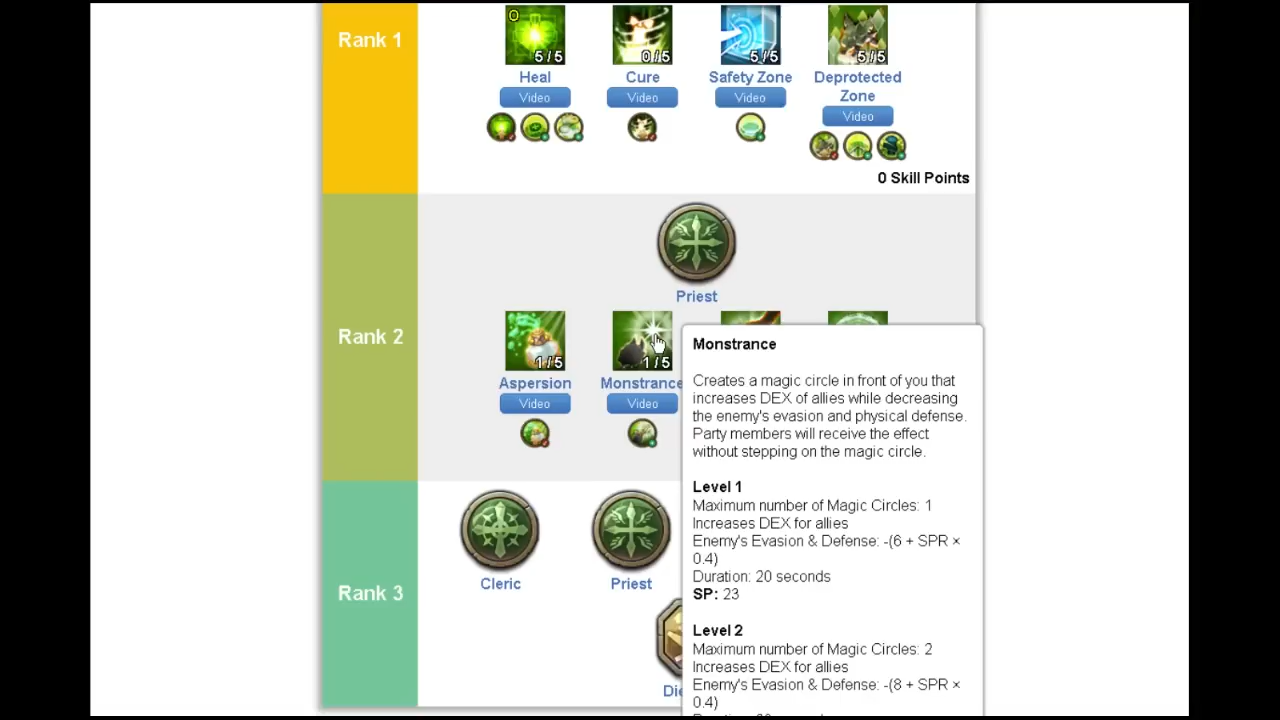 Rank 1
0
5/5
0/5
5/5
5/5
Heal
Cure
Safety Zone
Deprotected
Zone
Video
Video
Video
Video
0 Skill Points
Priest
Rank 2
1/5
1/5
Aspersion
Monstrance
Video
Video
Monstrance
Creates a magic circle in front of you that
increases DEX of allies while decreasing
the enemy's evasion and physical defense.
Party members will receive the effect
without stepping on the magic circle.
Level 1
Maximum number of Magic Circles: 1
Increases DEX for allies
Enemy's Evasion & Defense: -(6 + SPR ×
0.4)
Duration: 20 seconds
SP: 23
Level 2
Maximum number of Magic Circles: 2
Increases DEX for allies
Enemy's Evasion & Defense: -(8 + SPR ×
0.4)
Rank 3
Cleric
Priest
Die